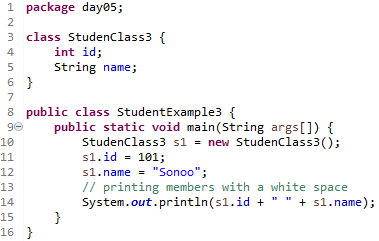 1 package day05;
2
3 class StudenClass3 {
4     int id;
5     String name;
6 }
7
8 public class StudentExample3 {
9     public static void main(String args[]) {
10         StudenClass3 s1 = new StudenClass3();
11         s1.id = 101;
12         s1.name = "Sonoo";
13         // printing members with a white space
14         System.out.println(s1.id + " " + s1.name);
15     }
16 }